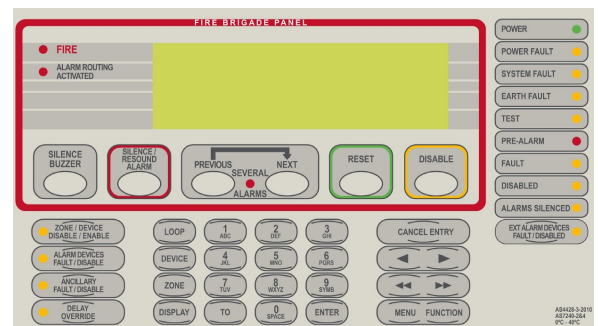 FIRE BRIGADE PANEL
FIRE
ALARM ROUTING
ACTIVATED
SILENCE
BUZZER
SILENCE /
RESOUND
ALARM
PREVIOUS
NEXT
SEVERAL
ALARMS
RESET
DISABLE
POWER
POWER FAULT
SYSTEM FAULT
EARTH FAULT
TEST
PRE-ALARM
FAULT
DISABLED
ALARMS SILENCED
EXT ALARM DEVICES
FAULT/DISABLED
ZONE / DEVICE
DISABLE / ENABLE
ALARM DEVICES
FAULT / DISABLE
ANCILLARY
FAULT / DISABLE
DELAY
OVERRIDE
LOOP
1
ABC
2
DEF
3
GHI
DEVICE
4
JKL
5
MNO
6
PQRS
ZONE
7
TUV
8
WXYZ
9
SYMB
DISPLAY
TO
0
SPACE
ENTER
CANCEL ENTRY
MENU FUNCTION
AS4428-3-2010
AS7240-2&4
0ºC - 40ºC